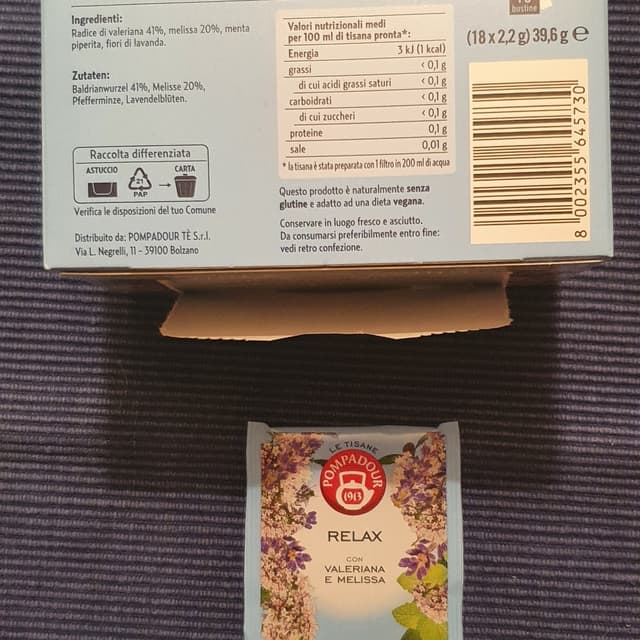 Ingredienti:
Radice di valeriana 41%, melissa 20%, menta
piperita, fiori di lavanda.
Zutaten:
Baldrianwurzel 41%, Melisse 20%,
Pfefferminze, Lavendelblüten.
Raccolta differenziata
ASTUCCIO
21
PAP
CARTA
Verifica le disposizioni del tuo Comune
Distribuito da: POMPADOUR TÈ S.r.l.
Via L. Negrelli, 11 - 39100 Bolzano
Valori nutrizionali medi
per 100 ml di tisana pronta*:
Energia 3 kJ (1 kcal)
grassi < 0,1 g
di cui acidi grassi saturi < 0,1 g
carboidrati < 0,1 g
di cui zuccheri < 0,1 g
proteine 0,1 g
sale 0,01 g
* la tisana è stata preparata con 1 filtro in 200 ml di acqua
Questo prodotto è naturalmente senza
glutine e adatto ad una dieta vegana.
Conservare in luogo fresco e asciutto.
Da consumarsi preferibilmente entro fine:
vedi retro confezione.
bustine
(18 x 2,2 g) 39,6 g e
8 002355 645730
LE TISANE
POMPADOUR
1913
RELAX
CON
VALERIANA
E MELISSA